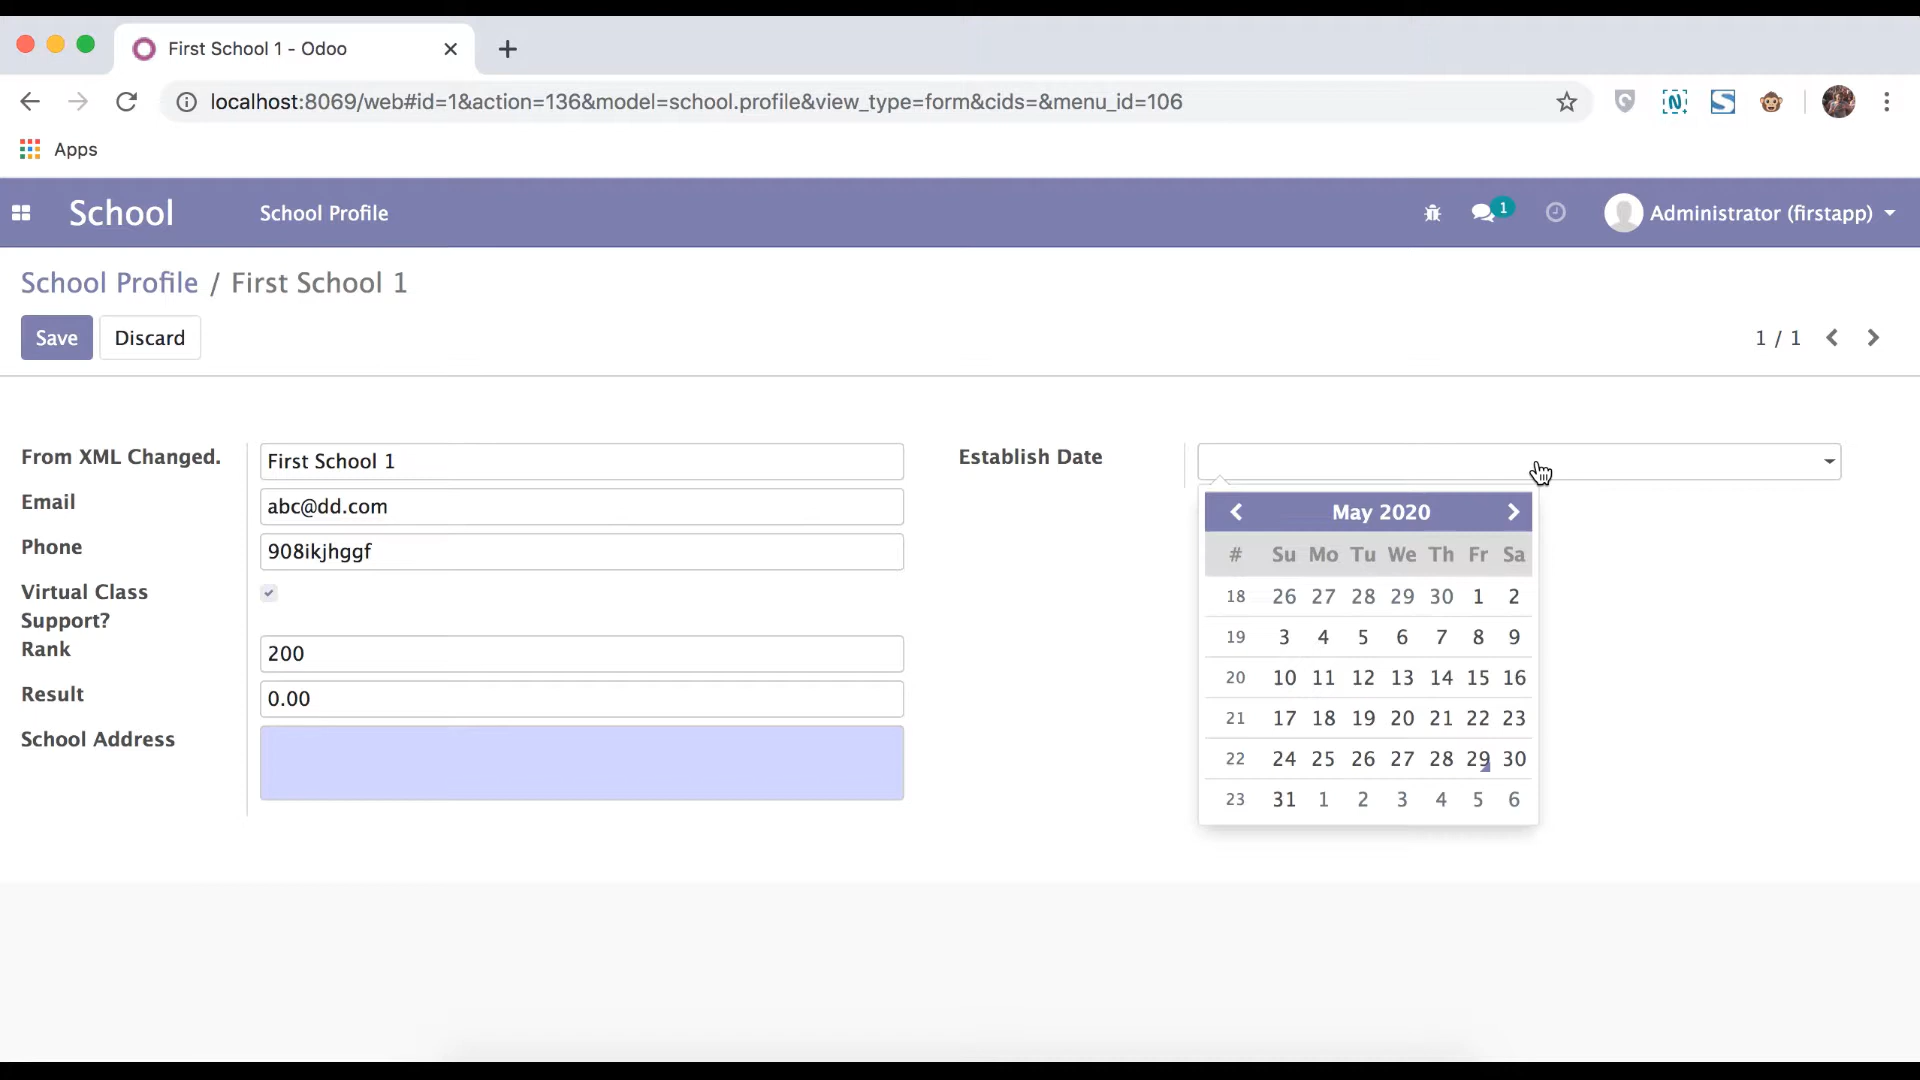 First School 1 - Odoo
localhost:8069/web#id=1&action=136&model=school.profile&view_type=form&cids=&menu_id=106
Apps
School
School Profile
1
Administrator (firstapp)
School Profile / First School 1
Save
Discard
1 / 1
From XML Changed.
First School 1
Email
abc@dd.com
Phone
908ikjhggf
Virtual Class
Support?
Rank
200
Result
0.00
School Address
Establish Date
May 2020
# Su Mo Tu We Th Fr Sa
18 26 27 28 29 30 1 2
19 3 4 5 6 7 8 9
20 10 11 12 13 14 15 16
21 17 18 19 20 21 22 23
22 24 25 26 27 28 29 30
23 31 1 2 3 4 5 6